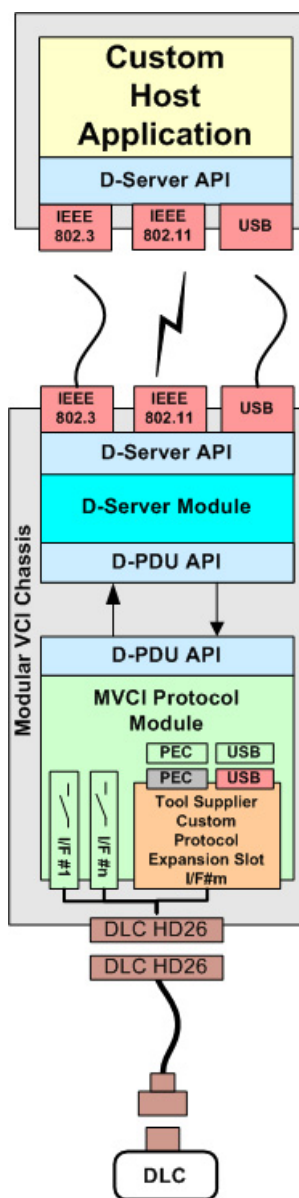 Custom
Host
Application
D-Server API
IEEE
802.3
IEEE
802.11
USB
IEEE
802.3
IEEE
802.11
USB
D-Server API
D-Server Module
D-PDU API
Modular VCI Chassis
D-PDU API
MVCI Protocol
Module
PEC
USB
PEC
USB
I/F #1
I/F #n
Tool Supplier
Custom
Protocol
Expansion Slot
I/F#m
DLC HD26
DLC HD26
DLC